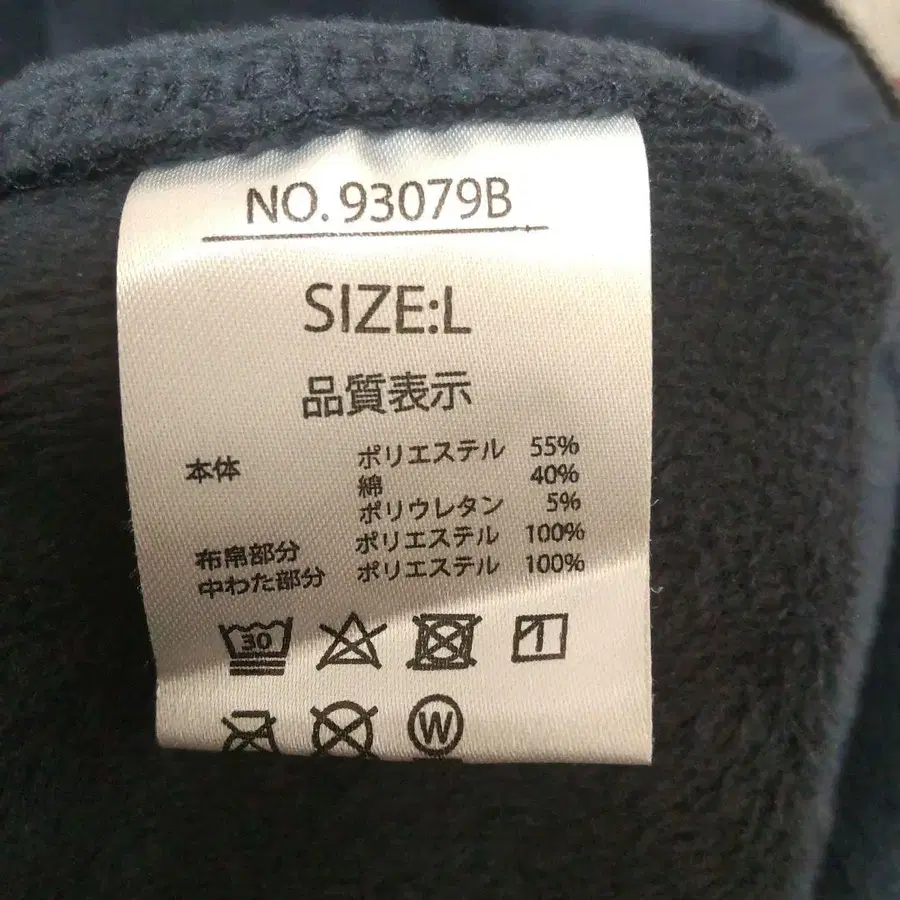 NO. 93079B
SIZE:L
品質表示
本体 ポリエステル 55%
綿 40%
ポリウレタン 5%
布帛部分 ポリエステル 100%
中わた部分 ポリエステル 100%
30
W